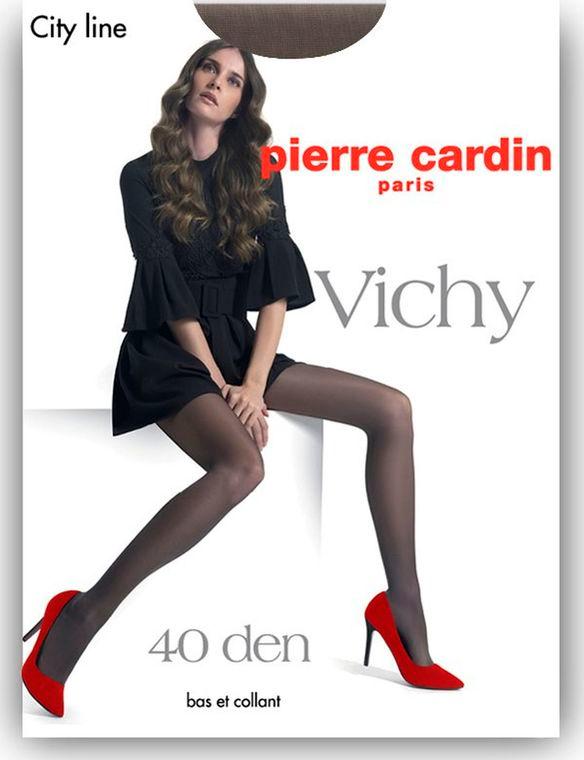 City line
pierre cardin
paris
Vichy
40 den
bas et collant